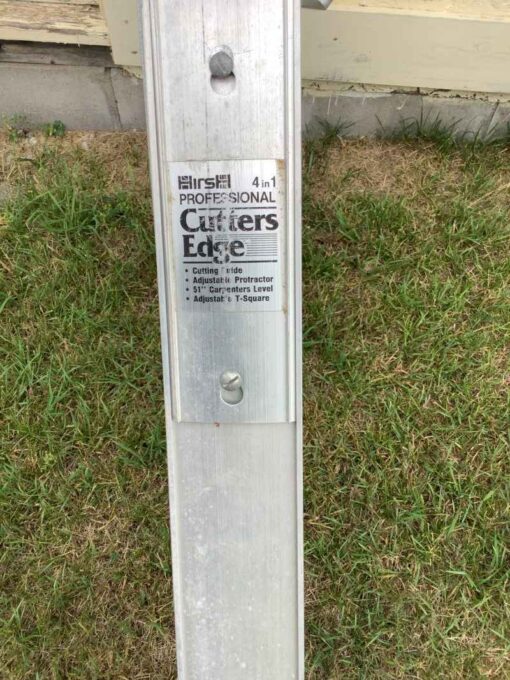 HIRSH 4 in 1
PROFESSIONAL
Cutters
Edge
• Cutting Guide
• Adjustable Protractor
• 51" Carpenters Level
• Adjustable T-Square